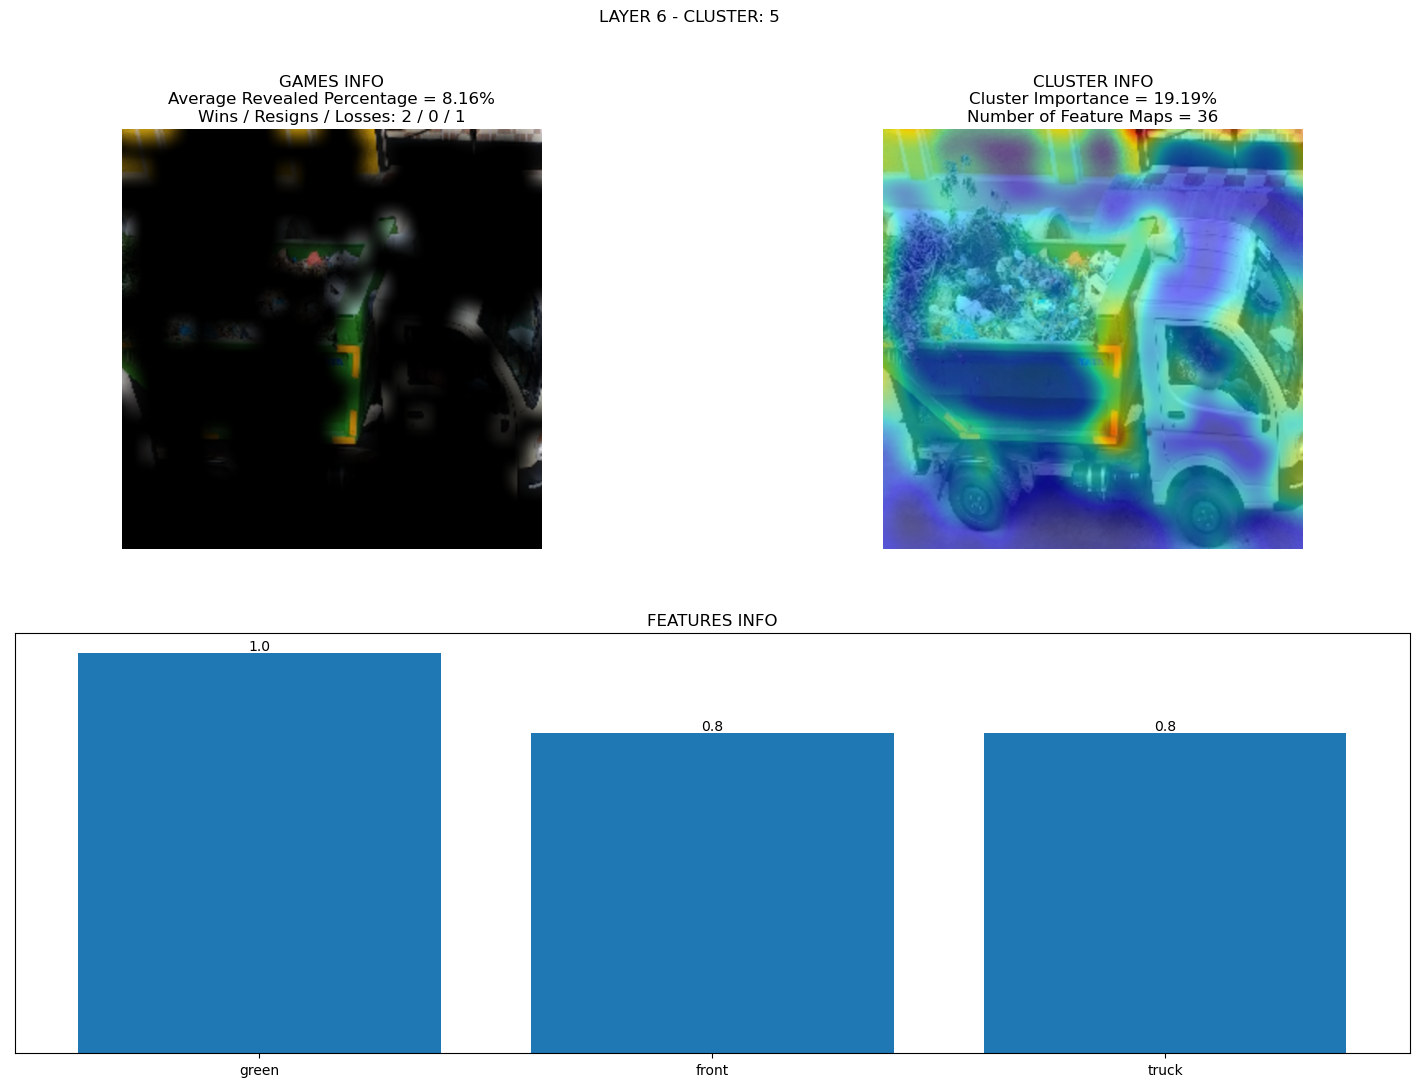 LAYER 6 - CLUSTER: 5
GAMES INFO
Average Revealed Percentage = 8.16%
Wins / Resigns / Losses: 2 / 0 / 1
CLUSTER INFO
Cluster Importance = 19.19%
Number of Feature Maps = 36
FEATURES INFO
1.0
0.8
0.8
green
front
truck